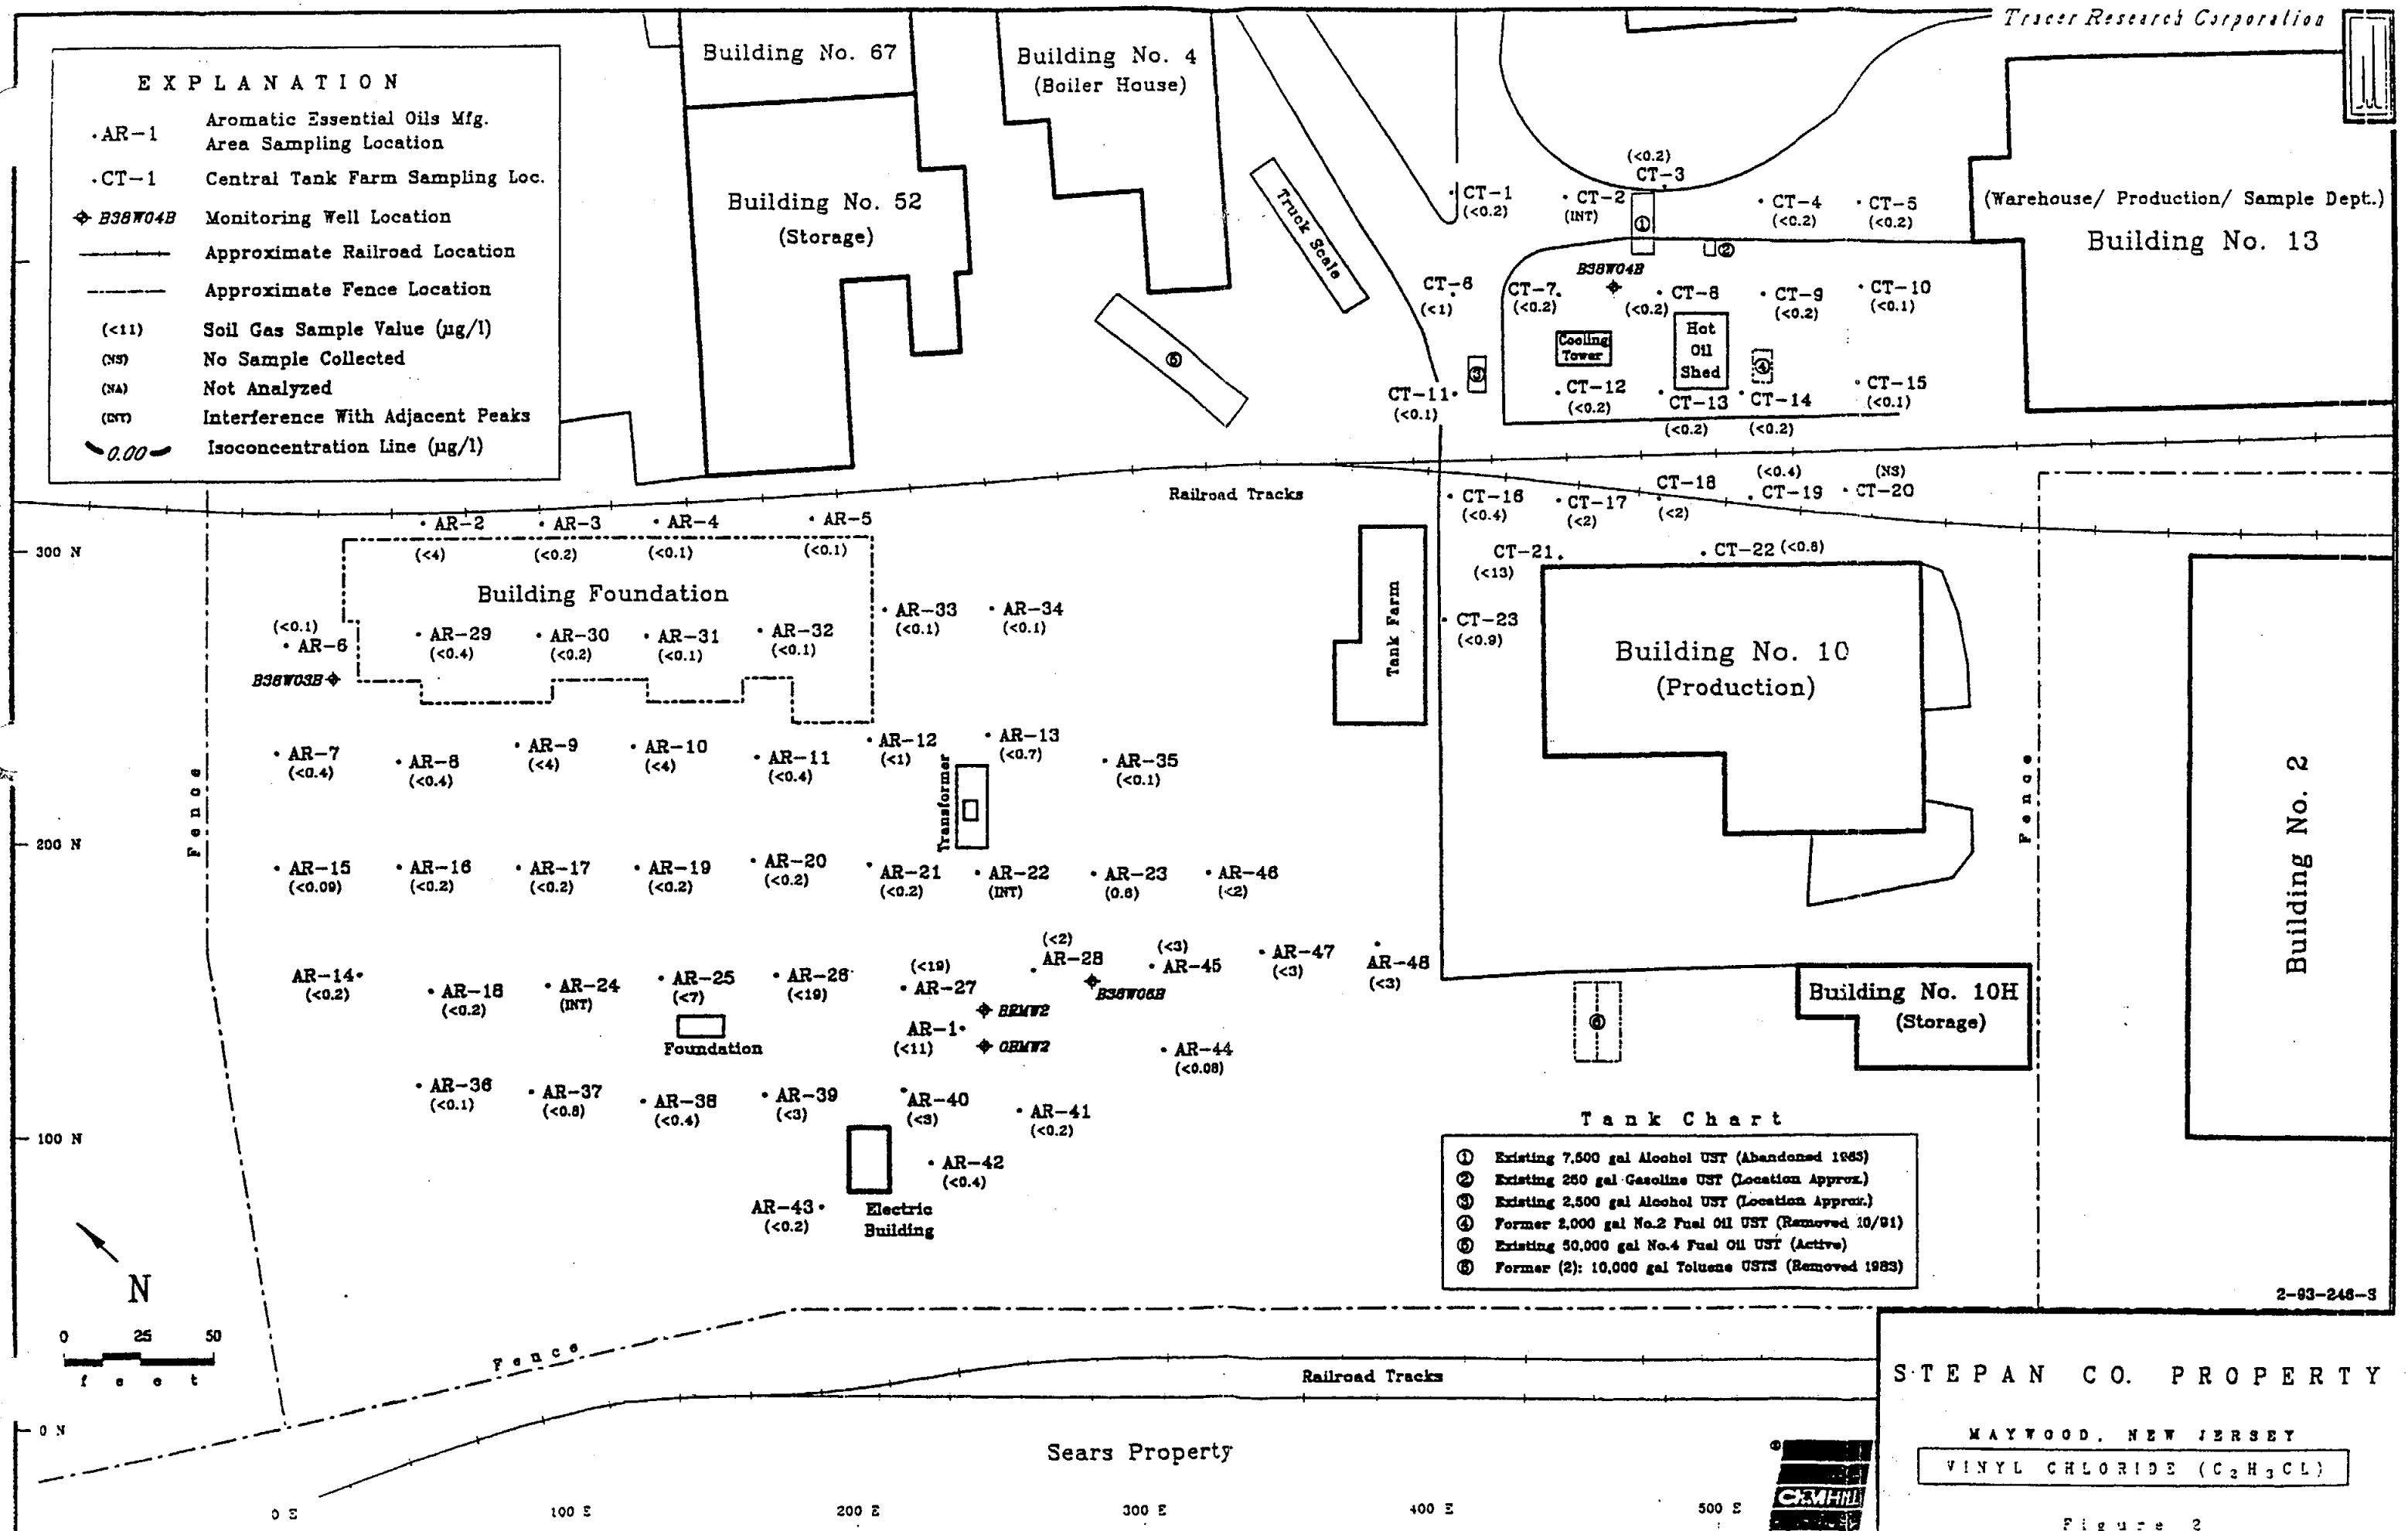 Tracer Research Corporation
EXPLANATION
AR-1 Aromatic Essential Oils Mfg.
Area Sampling Location
CT-1 Central Tank Farm Sampling Loc.
B38W04B Monitoring Well Location
Approximate Railroad Location
Approximate Fence Location
(<11) Soil Gas Sample Value (µg/l)
(NS) No Sample Collected
(NA) Not Analyzed
(INT) Interference With Adjacent Peaks
0.00 Isoconcentration Line (µg/l)
Building No. 67
Building No. 4
(Boiler House)
Building No. 52
(Storage)
Truck Scale
⑤
(Warehouse/ Production/ Sample Dept.)
Building No. 13
(<0.2)
CT-3
CT-1
(<0.2)
CT-2
(INT)
①
CT-4
(<0.2)
CT-5
(<0.2)
②
B38W04B
CT-6
(<1)
CT-7
(<0.2)
CT-8
(<0.2)
CT-9
(<0.2)
CT-10
(<0.1)
Cooling
Tower
Hot
Oil
Shed
③
④
CT-11
(<0.1)
CT-12
(<0.2)
CT-13
(<0.2)
CT-14
(<0.2)
CT-15
(<0.1)
Railroad Tracks
CT-16
(<0.4)
CT-17
(<2)
CT-18
(<2)
(<0.4)
CT-19
(NS)
CT-20
CT-21
(<13)
CT-22 (<0.8)
CT-23
(<0.9)
300 N
AR-2
(<4)
AR-3
(<0.2)
AR-4
(<0.1)
AR-5
(<0.1)
Building Foundation
(<0.1)
AR-6
B38W03B
AR-29
(<0.4)
AR-30
(<0.2)
AR-31
(<0.1)
AR-32
(<0.1)
AR-33
(<0.1)
AR-34
(<0.1)
Tank Farm
Building No. 10
(Production)
Building No. 2
Fence
Fence
AR-7
(<0.4)
AR-8
(<0.4)
AR-9
(<4)
AR-10
(<4)
AR-11
(<0.4)
AR-12
(<1)
AR-13
(<0.7)
AR-35
(<0.1)
Transformer
200 N
AR-15
(<0.09)
AR-16
(<0.2)
AR-17
(<0.2)
AR-19
(<0.2)
AR-20
(<0.2)
AR-21
(<0.2)
AR-22
(INT)
AR-23
(0.6)
AR-46
(<2)
AR-14
(<0.2)
AR-18
(<0.2)
AR-24
(INT)
AR-25
(<7)
AR-26
(<19)
(<19)
AR-27
(<2)
AR-28
(<3)
AR-45
AR-47
(<3)
AR-48
(<3)
B38W05B
BRMW2
OBMW2
AR-1
(<11)
AR-44
(<0.08)
Foundation
Building No. 10H
(Storage)
⑥
100 N
AR-36
(<0.1)
AR-37
(<0.8)
AR-38
(<0.4)
AR-39
(<3)
AR-40
(<3)
AR-41
(<0.2)
AR-42
(<0.4)
AR-43
(<0.2)
Electric
Building
Tank Chart
① Existing 7,500 gal Alcohol UST (Abandoned 1983)
② Existing 250 gal Gasoline UST (Location Approx.)
③ Existing 2,500 gal Alcohol UST (Location Approx.)
④ Former 2,000 gal No.2 Fuel Oil UST (Removed 10/91)
⑤ Existing 50,000 gal No.4 Fuel Oil UST (Active)
⑥ Former (2): 10,000 gal Toluene USTS (Removed 1983)
2-93-246-S
N
0 25 50
feet
Fence
Railroad Tracks
0 N
Sears Property
0 E 100 E 200 E 300 E 400 E 500 E
CH2M HILL
STEPAN CO. PROPERTY
MAYWOOD, NEW JERSEY
VINYL CHLORIDE (C₂H₃CL)
Figure 2